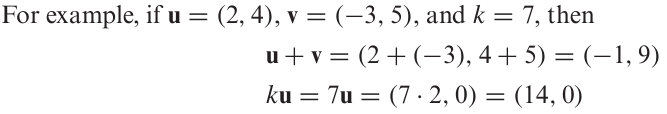 For example, if u = (2, 4), v = (−3, 5), and k = 7, then
u + v = (2 + (−3), 4 + 5) = (−1, 9)
ku = 7u = (7 · 2, 0) = (14, 0)